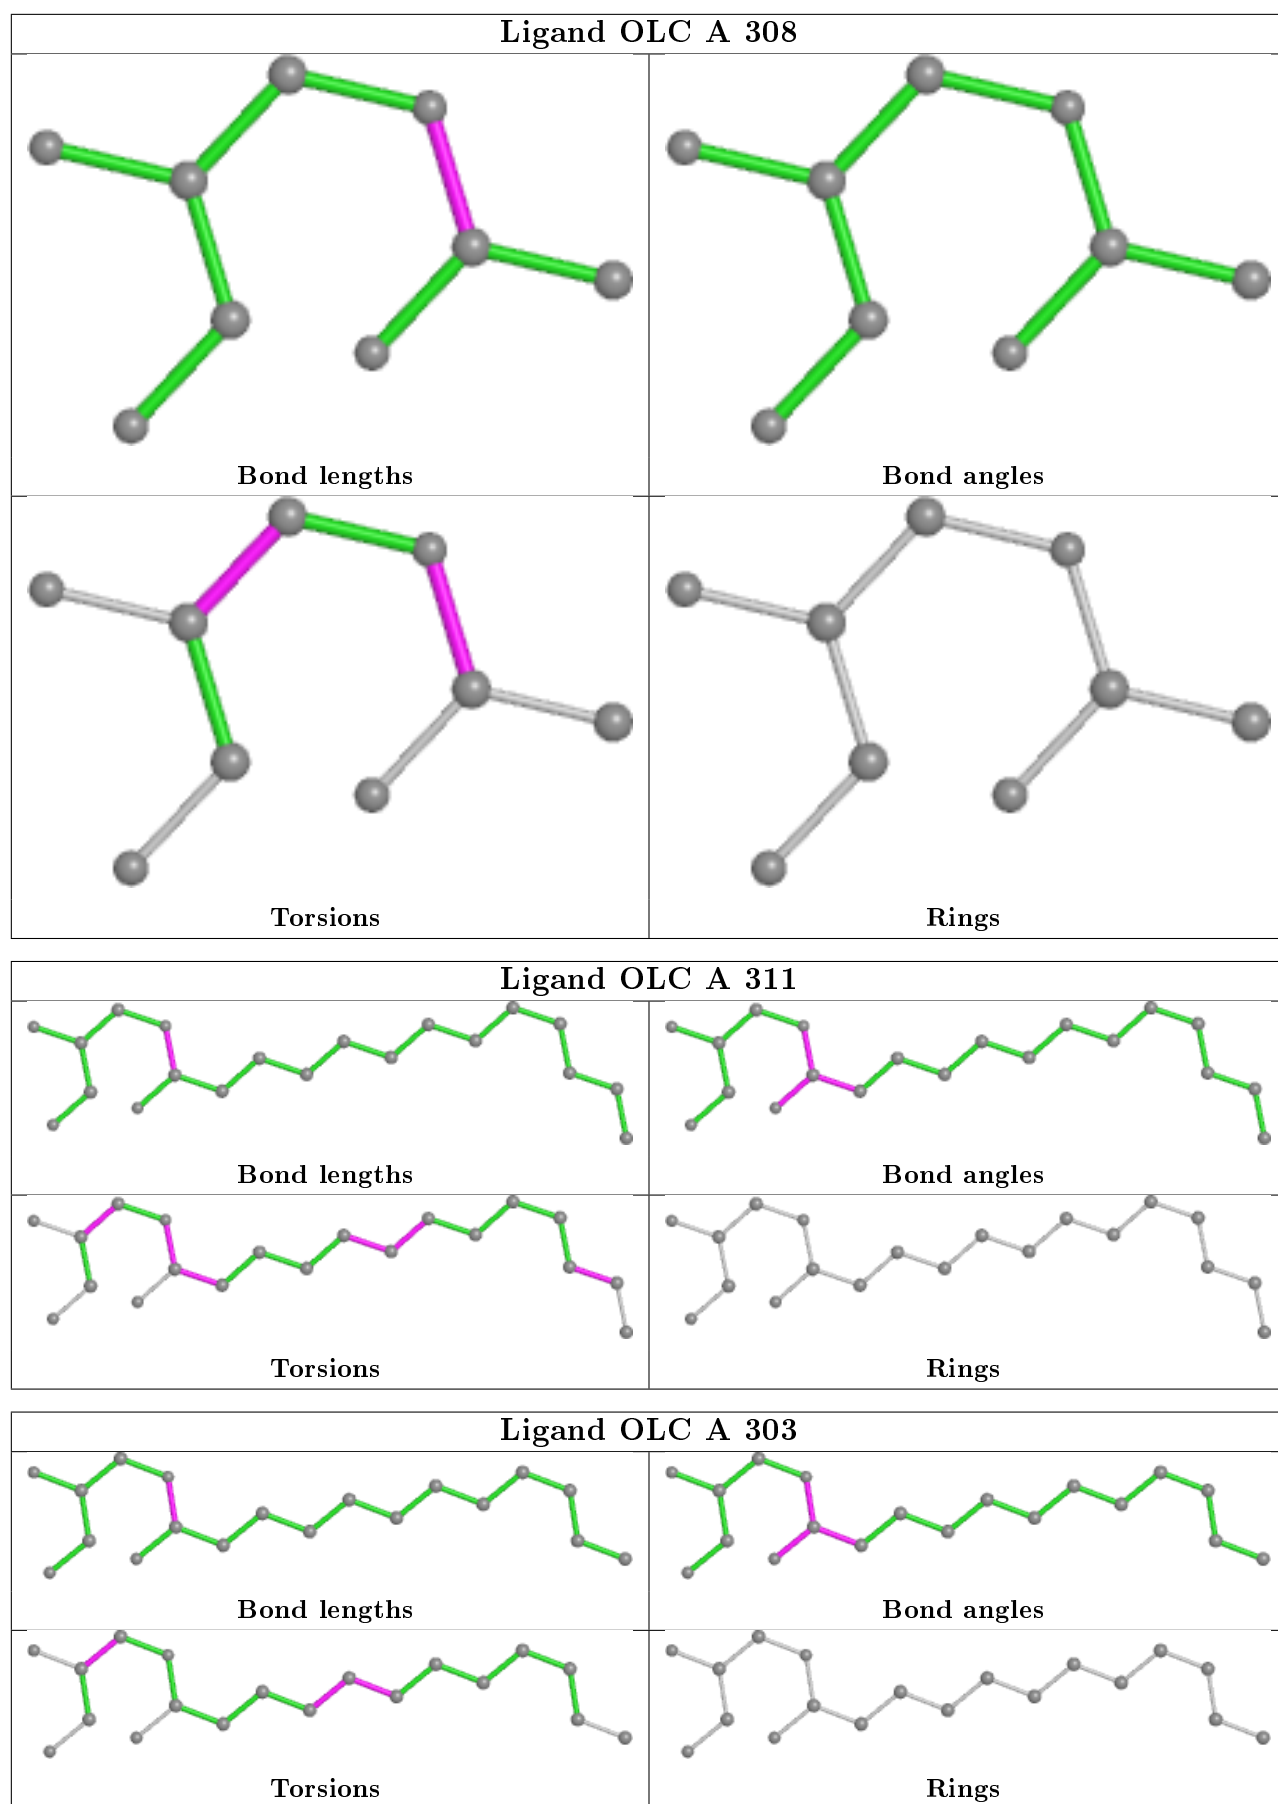 Ligand OLC A 308
Bond lengths
Bond angles
Torsions
Rings
Ligand OLC A 311
Bond lengths
Bond angles
Torsions
Rings
Ligand OLC A 303
Bond lengths
Bond angles
Torsions
Rings